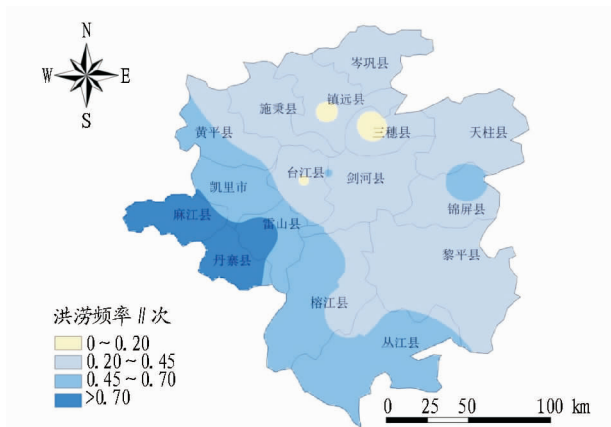 N
W E
S
岑巩县
镇远县
施秉县
三穗县
天柱县
黄平县
台江县
剑河县
凯里市
锦屏县
麻江县
雷山县
丹寨县
黎平县
榕江县
从江县
洪涝频率∥次
0~0.20
0.20~0.45
0.45~0.70
>0.70
0 25 50 100 km